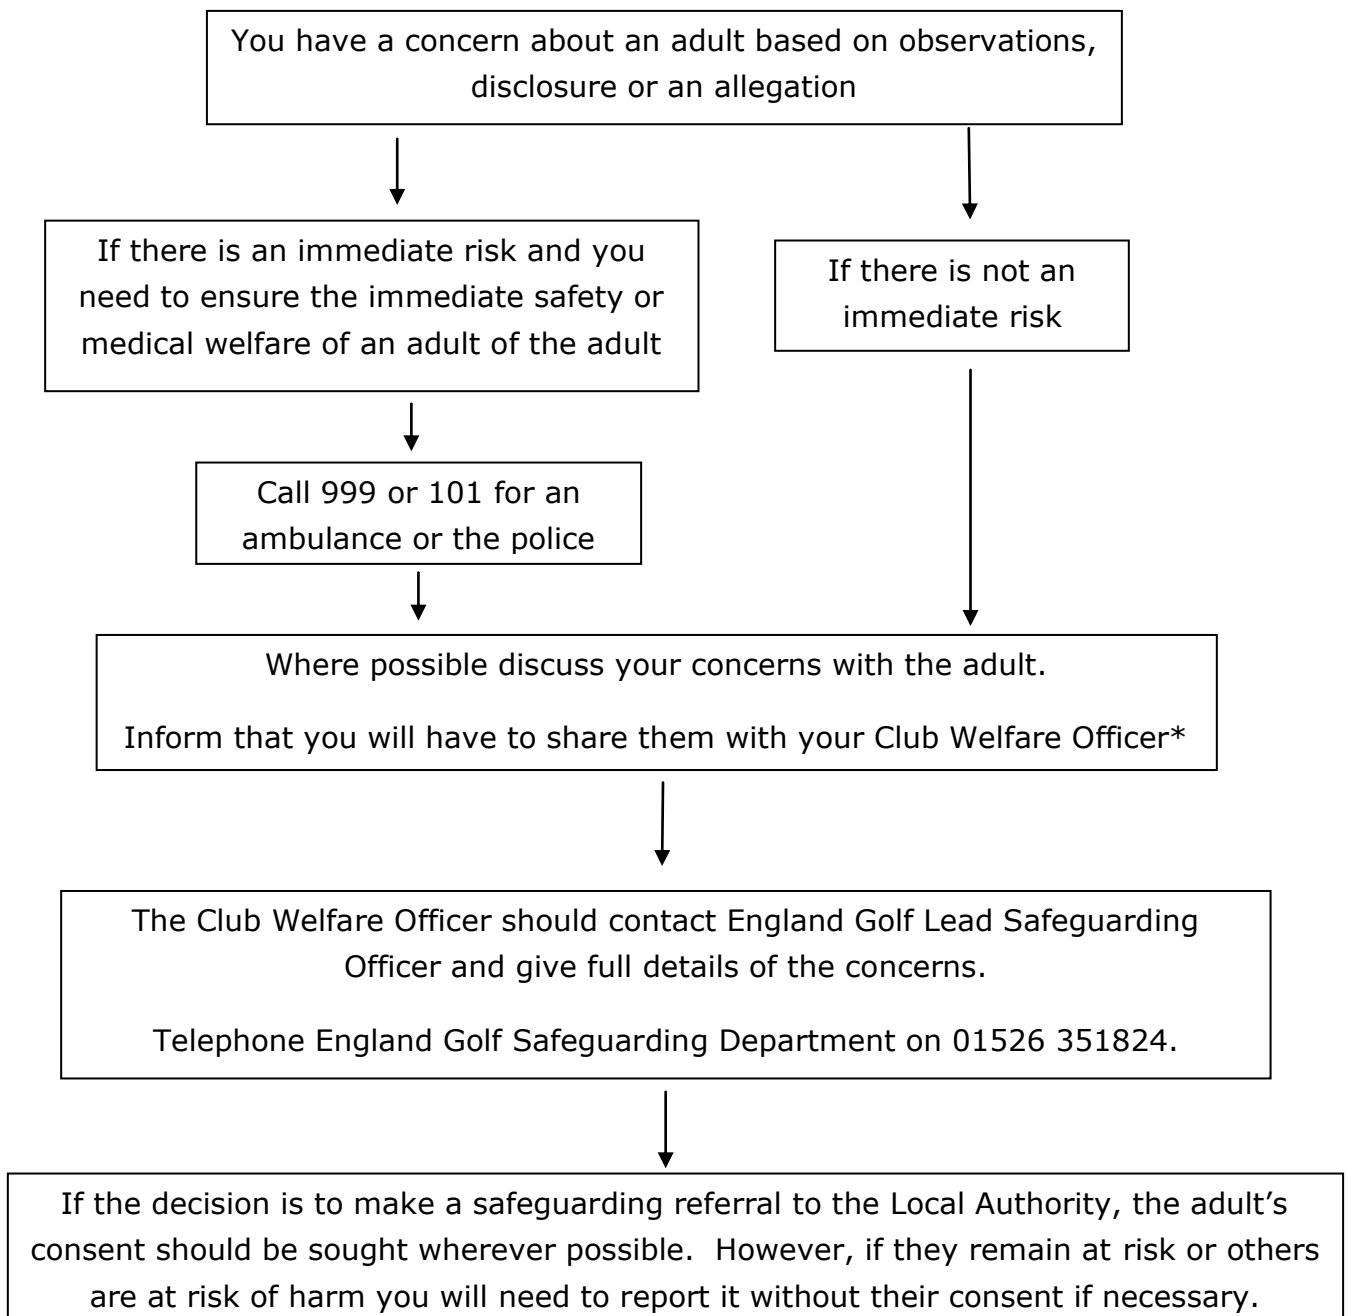 You have a concern about an adult based on observations,
disclosure or an allegation
If there is an immediate risk and you
need to ensure the immediate safety or
medical welfare of an adult of the adult
If there is not an
immediate risk
Call 999 or 101 for an
ambulance or the police
Where possible discuss your concerns with the adult.
Inform that you will have to share them with your Club Welfare Officer*
The Club Welfare Officer should contact England Golf Lead Safeguarding
Officer and give full details of the concerns.
Telephone England Golf Safeguarding Department on 01526 351824.
If the decision is to make a safeguarding referral to the Local Authority, the adult’s
consent should be sought wherever possible.  However, if they remain at risk or others
are at risk of harm you will need to report it without their consent if necessary.